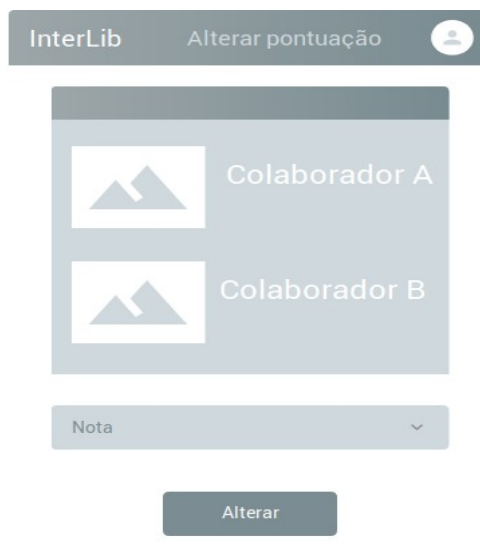 InterLib Alterar pontuação
Colaborador A
Colaborador B
Nota
Alterar